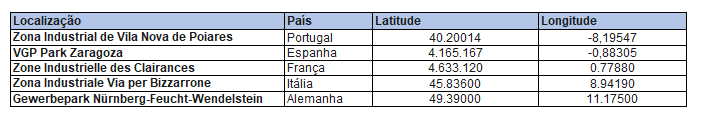 Localização País Latitude Longitude
Zona Industrial de Vila Nova de Poiares Portugal 40.20014 -8,19547
VGP Park Zaragoza Espanha 4.165.167 -0,88305
Zone Industrielle des Clairances França 4.633.120 0.77880
Zona Industriale Via per Bizzarrone Itália 45.83600 8.94190
Gewerbepark Nürnberg-Feucht-Wendelstein Alemanha 49.39000 11.17500